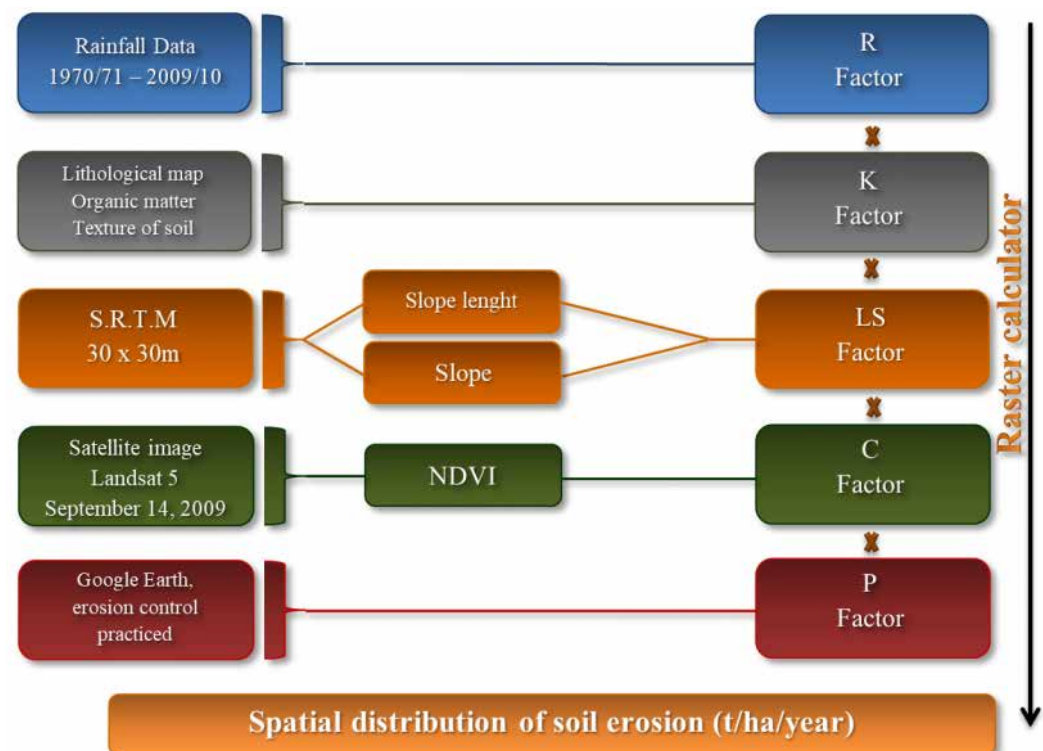 Rainfall Data
1970/71 – 2009/10
R
Factor
x
Lithological map
Organic matter
Texture of soil
K
Factor
x
S.R.T.M
30 x 30m
Slope lenght
Slope
LS
Factor
x
Satellite image
Landsat 5
September 14, 2009
NDVI
C
Factor
x
Google Earth,
erosion control
practiced
P
Factor
Raster calculator
Spatial distribution of soil erosion (t/ha/year)